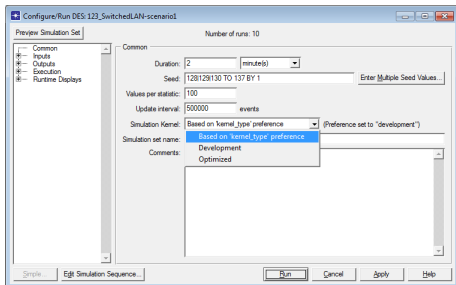 Configure/Run DES: 123_SwitchedLAN-scenario1
Preview Simulation Set
Number of runs: 10
Common
Inputs
Outputs
Execution
Runtime Displays
Common
Duration: 2 minute(s)
Seed: 128|129|130 TO 137 BY 1 Enter Multiple Seed Values...
Values per statistic: 100
Update interval: 500000 events
Simulation Kernel: Based on 'kernel_type' preference (Preference set to "development")
Based on 'kernel_type' preference
Simulation set name:
Development
Comments:
Optimized
Simple... Edit Simulation Sequence... Run Cancel Apply Help